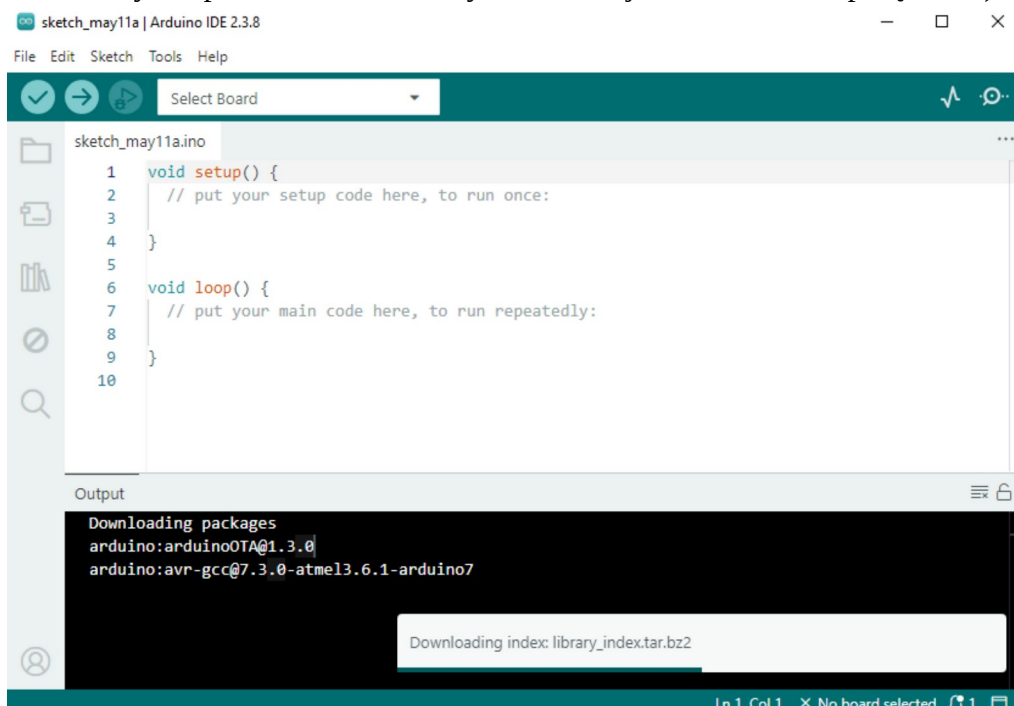 sketch_may11a | Arduino IDE 2.3.8
File Edit Sketch Tools Help
Select Board
sketch_may11a.ino
1 void setup() {
2 // put your setup code here, to run once:
3
4 }
5
6 void loop() {
7 // put your main code here, to run repeatedly:
8
9 }
10
Output
Downloading packages
arduino:arduinoOTA@1.3.0
arduino:avr-gcc@7.3.0-atmel3.6.1-arduino7
Downloading index: library_index.tar.bz2
Ln 1, Col 1 × No board selected 1